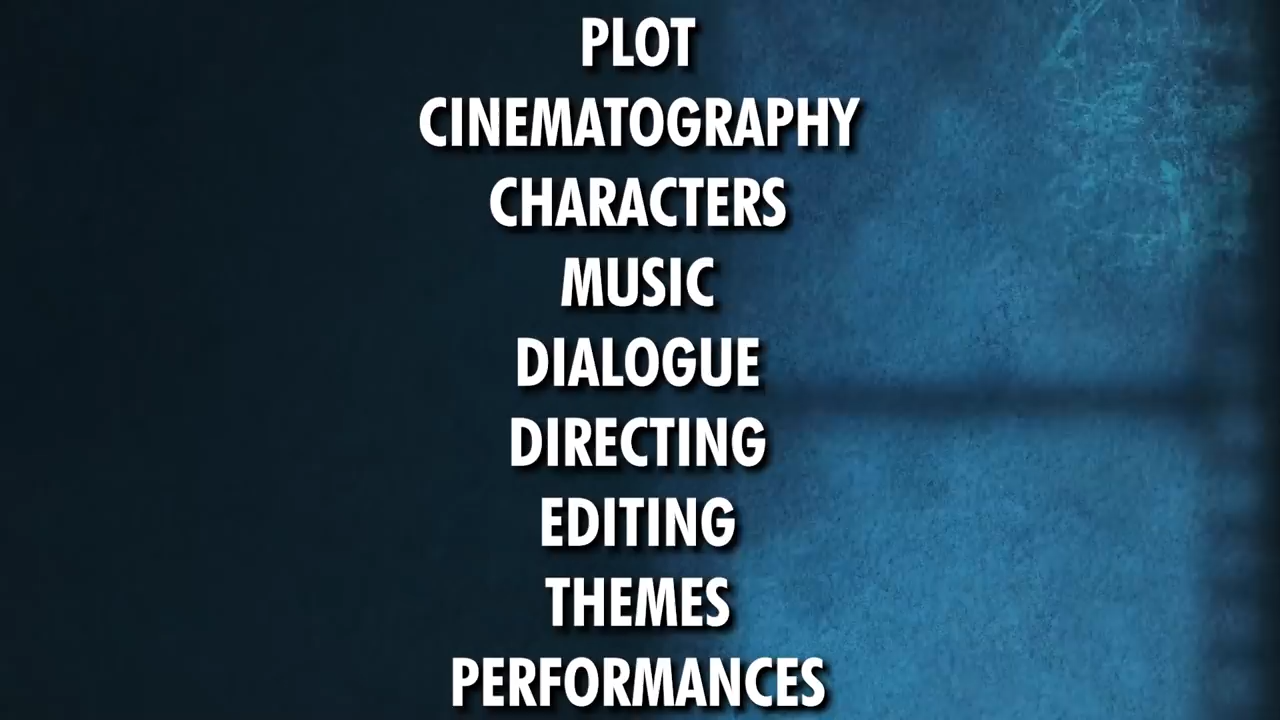 PLOT
CINEMATOGRAPHY
CHARACTERS
MUSIC
DIALOGUE
DIRECTING
EDITING
THEMES
PERFORMANCES